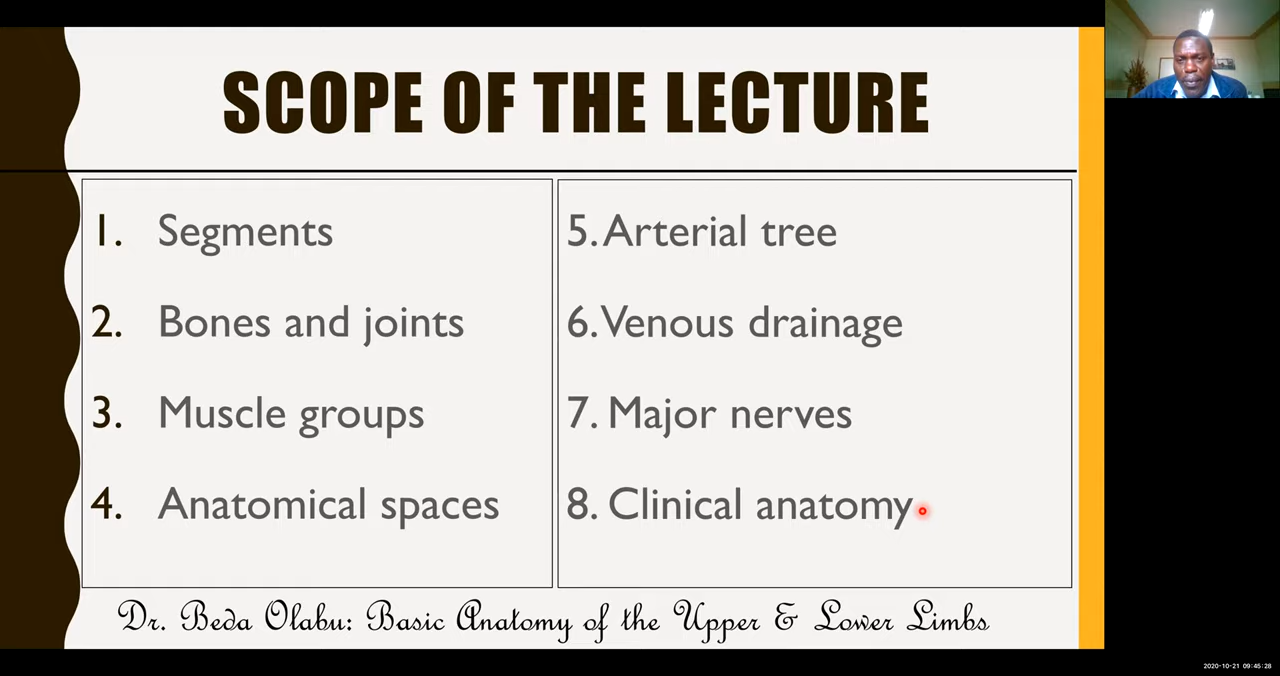 SCOPE OF THE LECTURE
1. Segments
2. Bones and joints
3. Muscle groups
4. Anatomical spaces
5. Arterial tree
6. Venous drainage
7. Major nerves
8. Clinical anatomy
Dr. Beda Olabu: Basic Anatomy of the Upper & Lower Limbs
2020-10-21 09:45:28